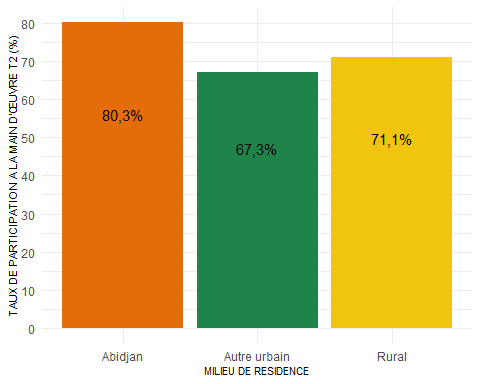 TAUX DE PARTICIPATION A LA MAIN D'ŒUVRE T2 (%)
80
70
60
50
40
30
20
10
0
80,3%
67,3%
71,1%
Abidjan
Autre urbain
Rural
MILIEU DE RESIDENCE